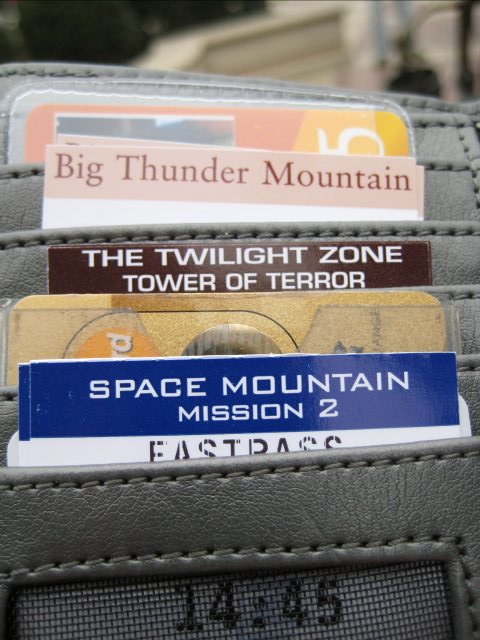 Big Thunder Mountain
THE TWILIGHT ZONE
TOWER OF TERROR
SPACE MOUNTAIN
MISSION 2
FASTPASS
14:45